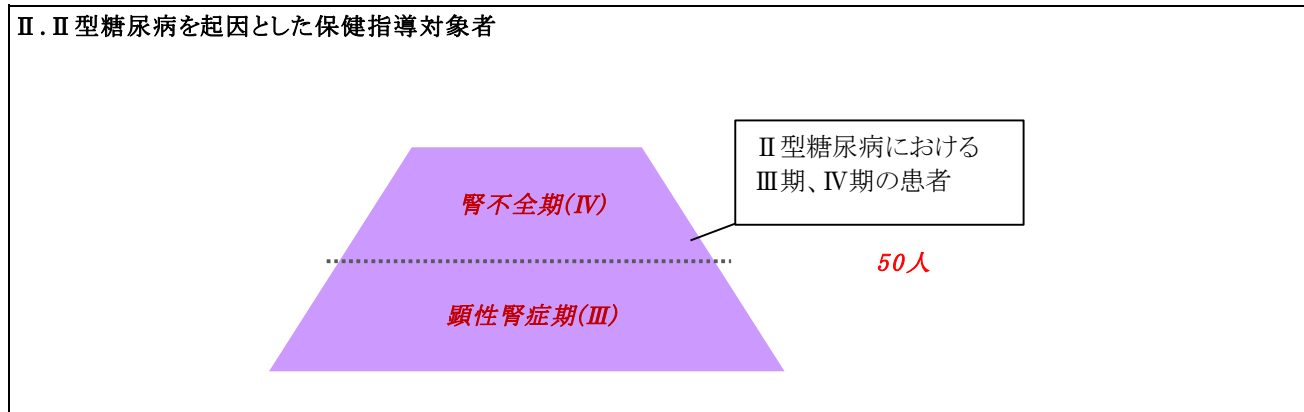 Ⅱ.Ⅱ型糖尿病を起因とした保健指導対象者
Ⅱ型糖尿病における
Ⅲ期、Ⅳ期の患者
腎不全期(Ⅳ)
50人
顕性腎症期(Ⅲ)